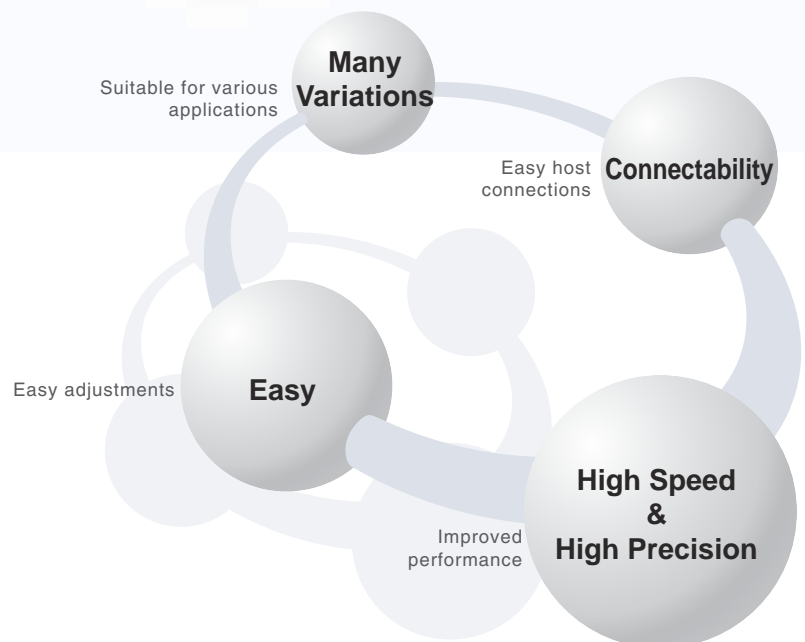 Many
Variations
Suitable for various
applications
Connectability
Easy host
connections
Easy
Easy adjustments
High Speed
&
High Precision
Improved
performance